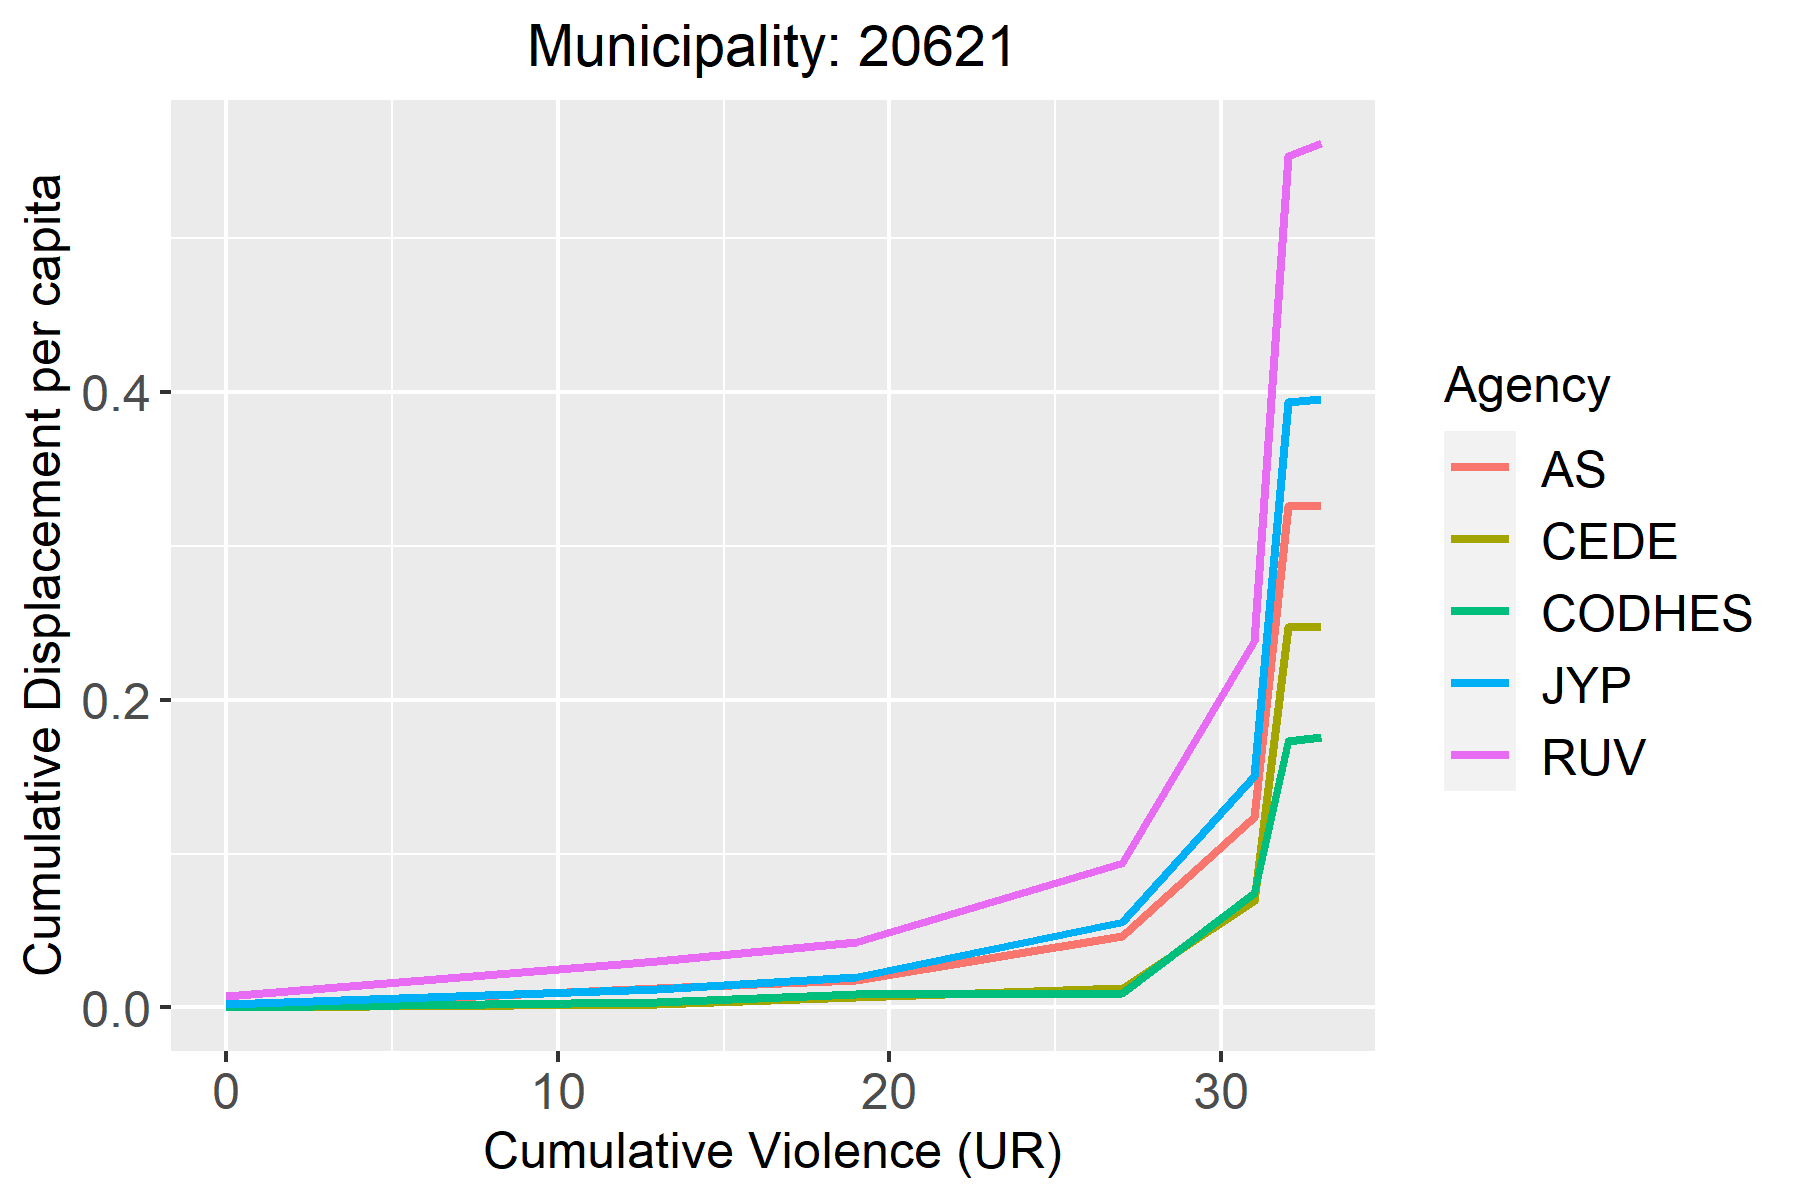 Municipality: 20621
Cumulative Displacement per capita
0.4
0.2
0.0
0 10 20 30
Cumulative Violence (UR)
Agency
AS
CEDE
CODHES
JYP
RUV